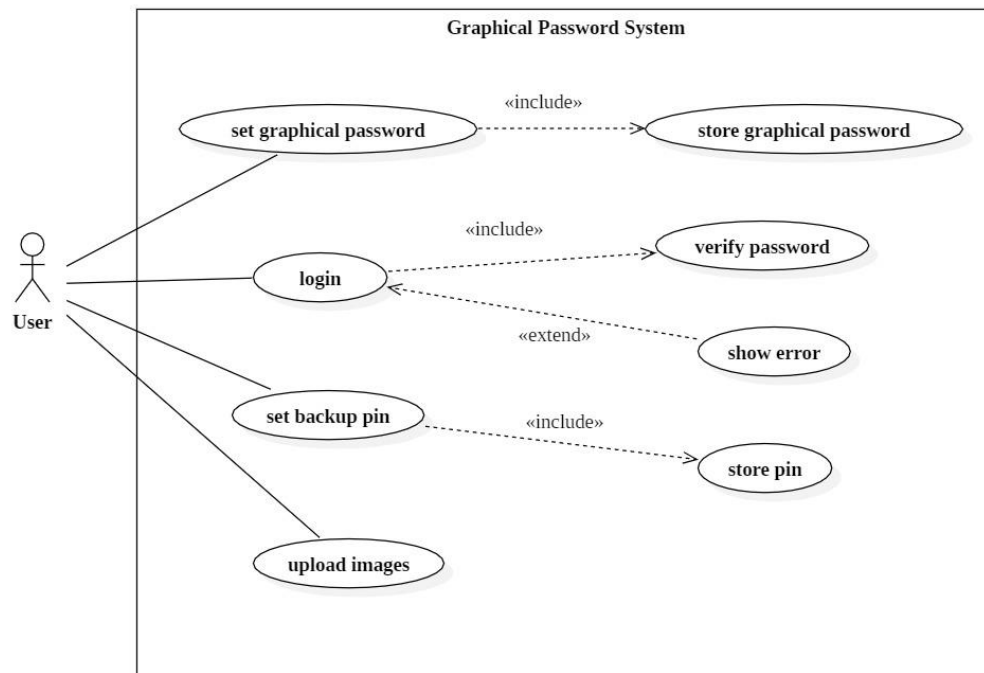 Graphical Password System
«include»
set graphical password
store graphical password
«include»
verify password
login
User
«extend»
show error
set backup pin
«include»
store pin
upload images